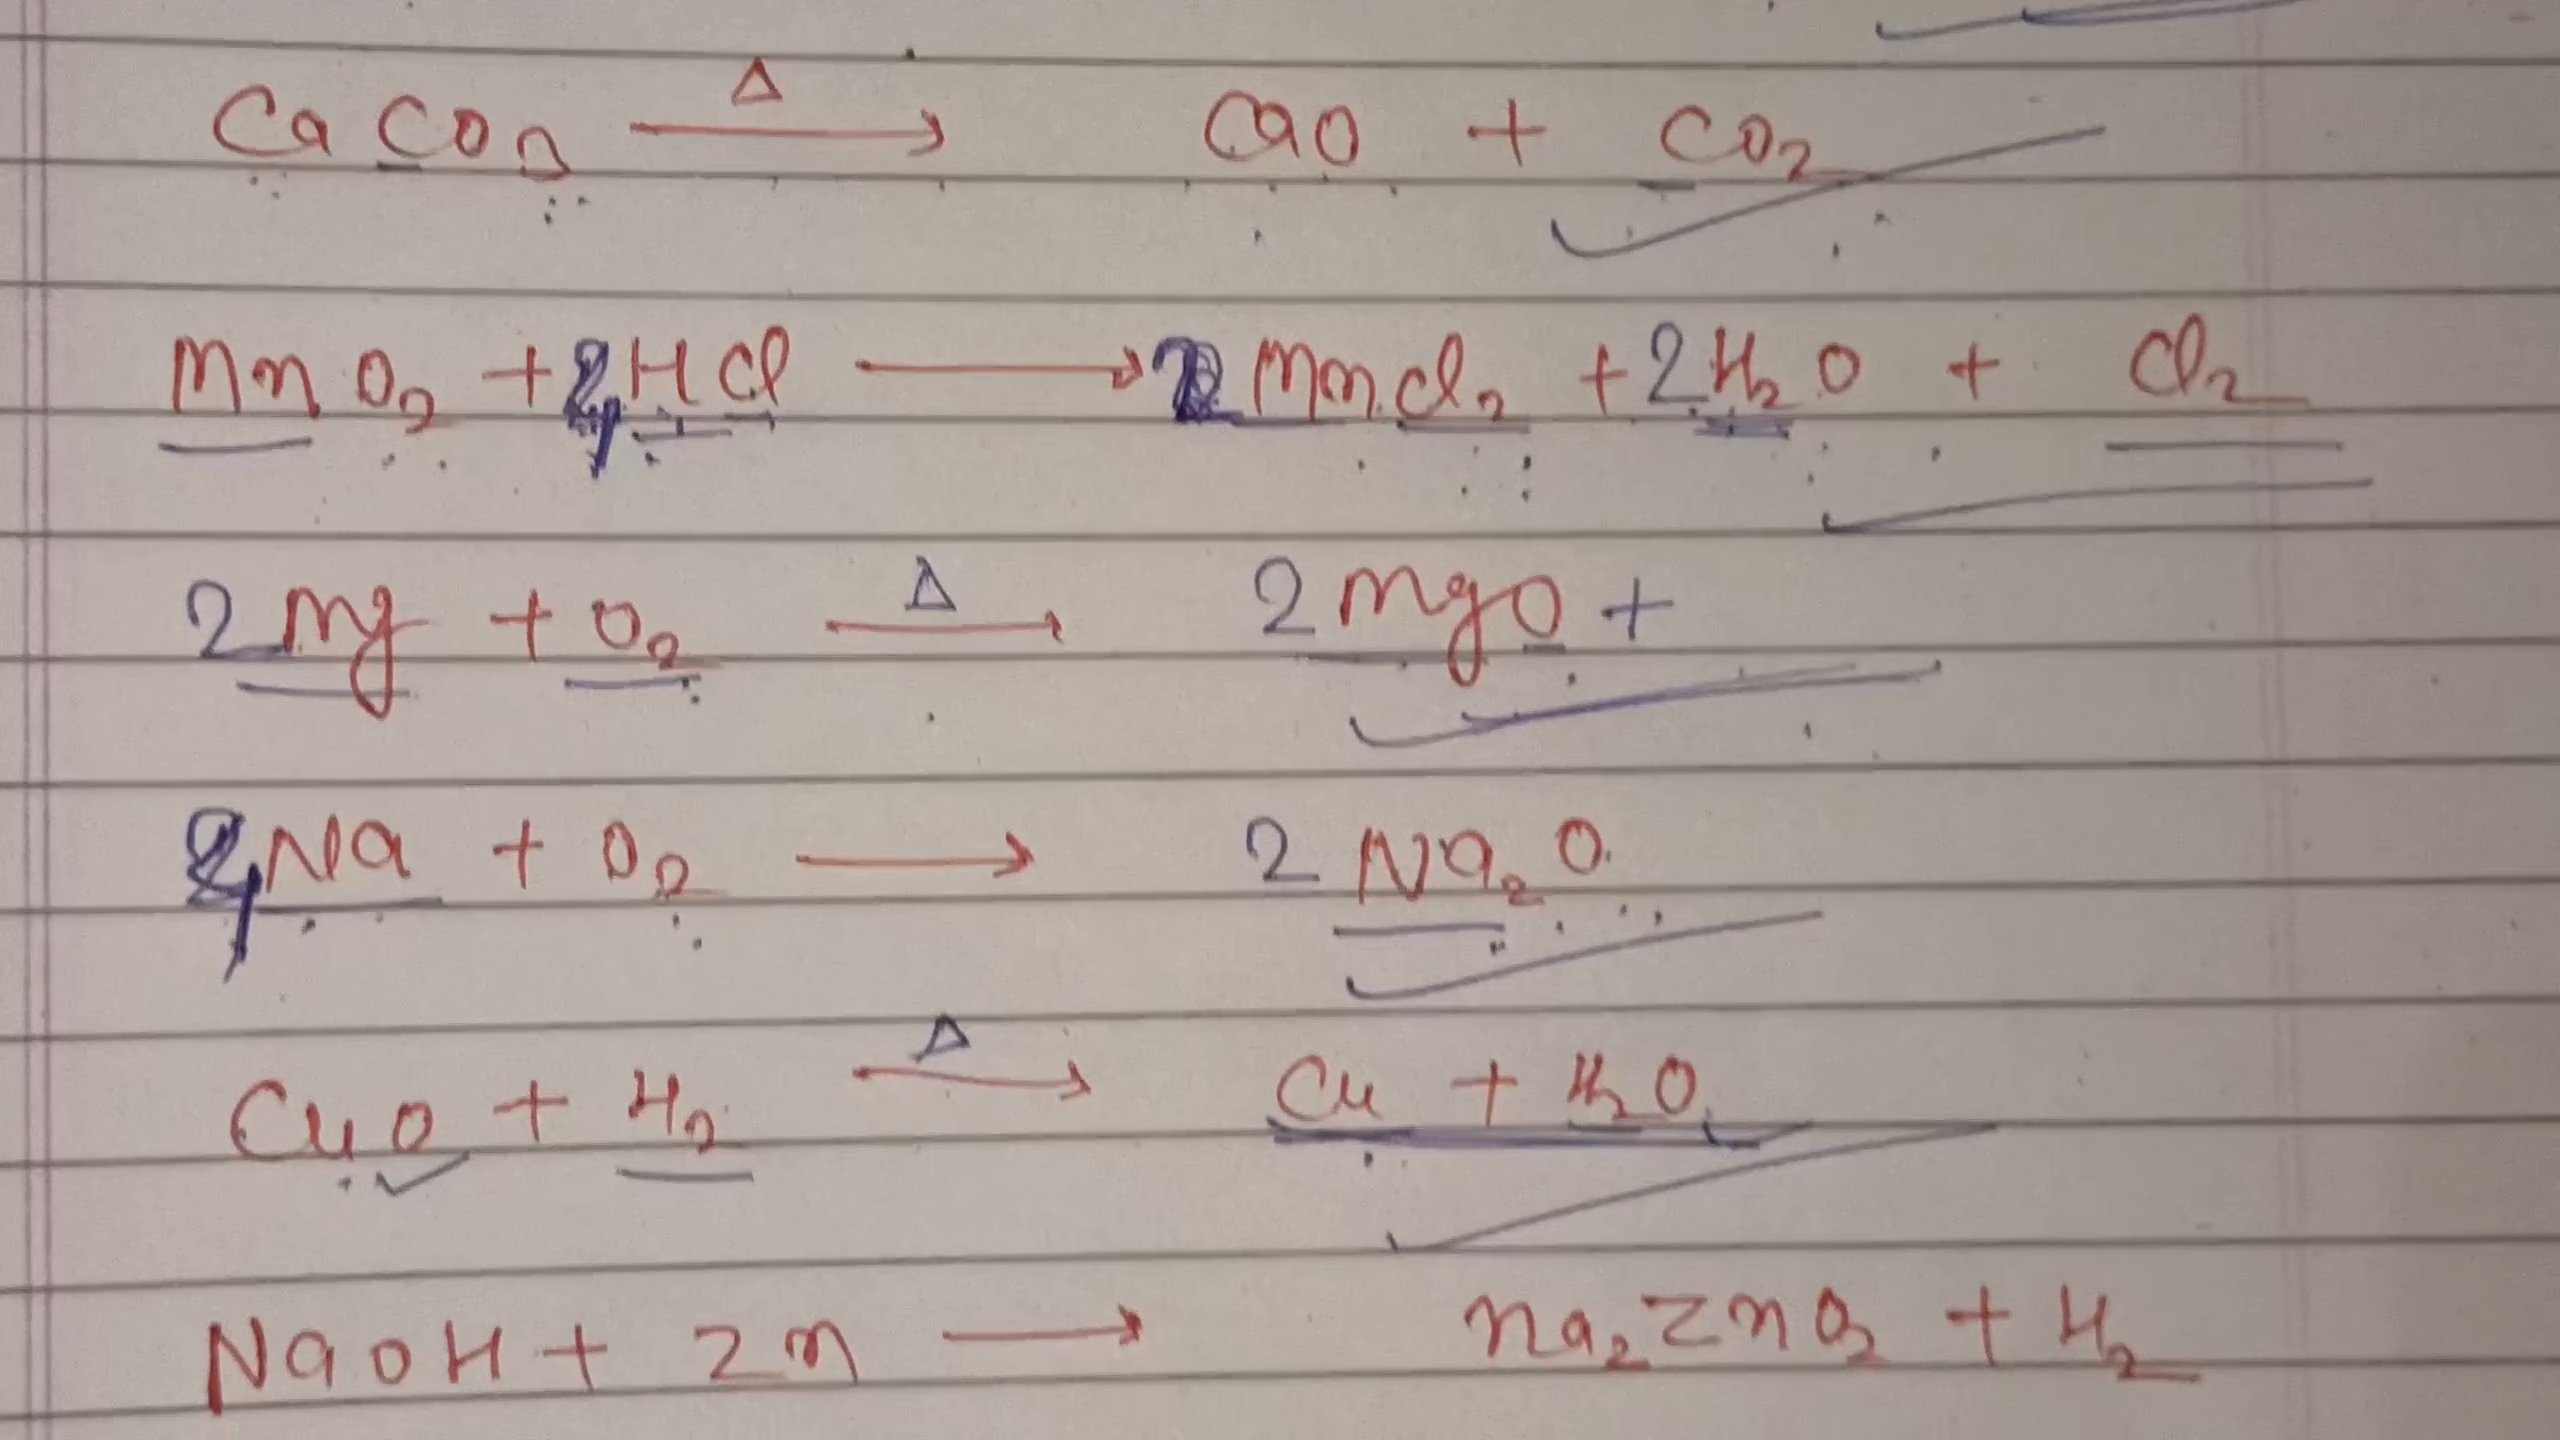 CaCO3 →Δ CaO + CO2
MnO2 + 4HCl → MnCl2 + 2H2O + Cl2
2Mg + O2 →Δ 2MgO +
4Na + O2 → 2Na2O
CuO + H2 →Δ Cu + H2O
NaOH + Zn → Na2ZnO2 + H2